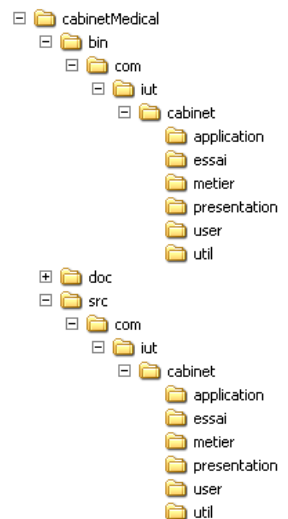 cabinetMedical
bin
com
iut
cabinet
application
essai
metier
presentation
user
util
doc
src
com
iut
cabinet
application
essai
metier
presentation
user
util